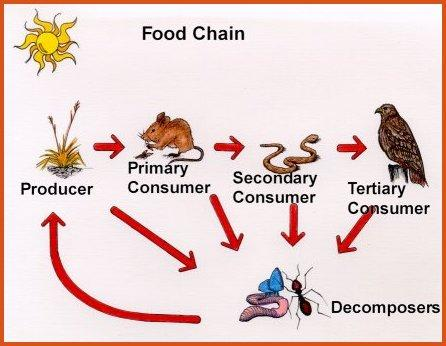 Food Chain
Producer
Primary
Consumer
Secondary
Consumer
Tertiary
Consumer
Decomposers